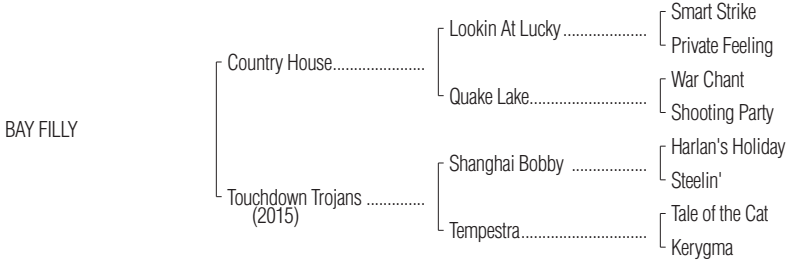 Smart Strike
Lookin At Lucky....................
Private Feeling
Country House......................
War Chant
Quake Lake............................
Shooting Party
BAY FILLY
Harlan's Holiday
Shanghai Bobby ..................
Steelin'
Touchdown Trojans ..............
(2015)
Tale of the Cat
Tempestra..............................
Kerygma